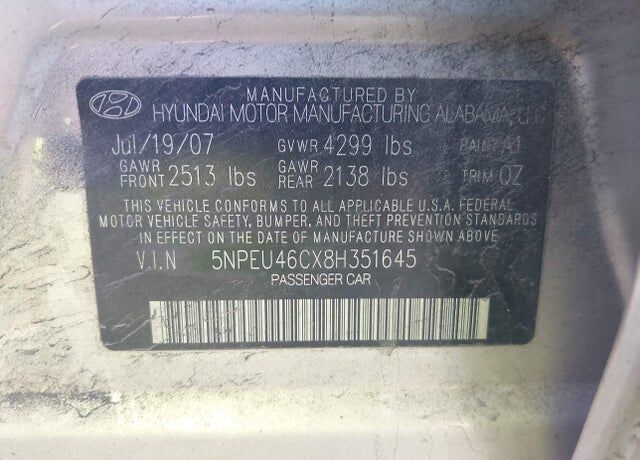 MANUFACTURED BY
HYUNDAI MOTOR MANUFACTURING ALABAMA,
Jul/19/07 GVWR 4299 lbs PAINT A1
GAWR FRONT 2513 lbs GAWR REAR 2138 lbs TRIM QZ
THIS VEHICLE CONFORMS TO ALL APPLICABLE U.S.A. FEDERAL
MOTOR VEHICLE SAFETY, BUMPER, AND THEFT PREVENTION STANDARDS
IN EFFECT ON THE DATE OF MANUFACTURE SHOWN ABOVE.
V.I.N 5NPEU46CX8H351645
PASSENGER CAR